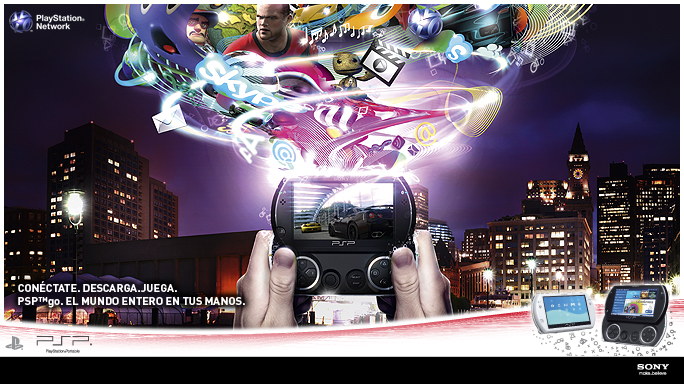 PlayStation®
Network
skype
S
@
@
PSP
CONÉCTATE. DESCARGA. JUEGA.
PSP™go. EL MUNDO ENTERO EN TUS MANOS.
PSP
PlayStation Portable
SONY
make.believe